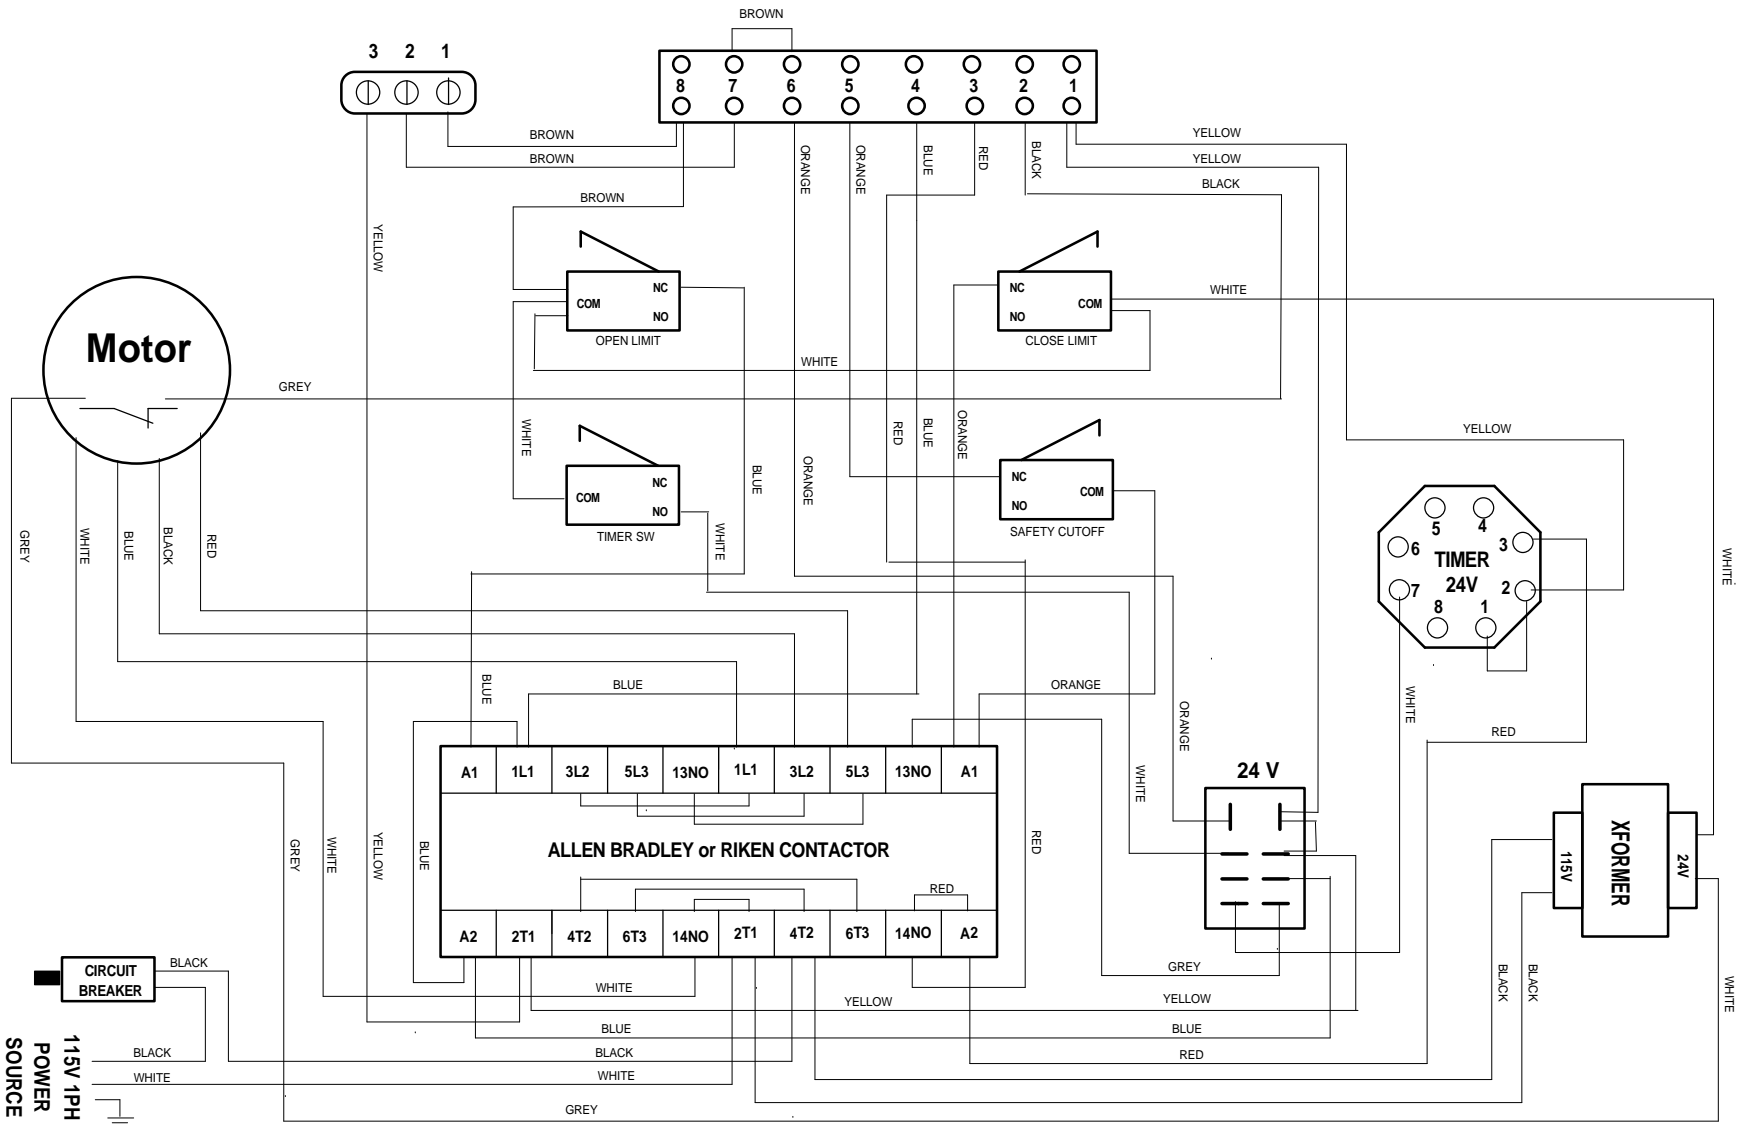 BROWN
3 2 1
8 7 6 5 4 3 2 1
BROWN
BROWN
ORANGE
ORANGE
BLUE
RED
BLACK
YELLOW
YELLOW
BLACK
BROWN
YELLOW
NC
COM
NO
OPEN LIMIT
NC
COM
NO
CLOSE LIMIT
WHITE
WHITE
Motor
GREY
WHITE
NC
COM
NO
TIMER SW
BLUE
ORANGE
RED
BLUE
ORANGE
NC
COM
NO
SAFETY CUTOFF
YELLOW
GREY
WHITE
BLUE
BLACK
RED
WHITE
5 4
6 3
TIMER
24V
7 2
8 1
WHITE
BLUE
BLUE
ORANGE
ORANGE
WHITE
RED
WHITE
24 V
A1 1L1 3L2 5L3 13NO 1L1 3L2 5L3 13NO A1
GREY
WHITE
YELLOW
BLUE
ALLEN BRADLEY or RIKEN CONTACTOR
RED
RED
A2 2T1 4T2 6T3 14NO 2T1 4T2 6T3 14NO A2
115V
XFORMER
24V
CIRCUIT
BREAKER
BLACK
WHITE
GREY
YELLOW
YELLOW
BLACK
BLACK
WHITE
BLUE
BLUE
BLACK
BLACK
RED
WHITE
WHITE
GREY
115V 1PH
POWER
SOURCE